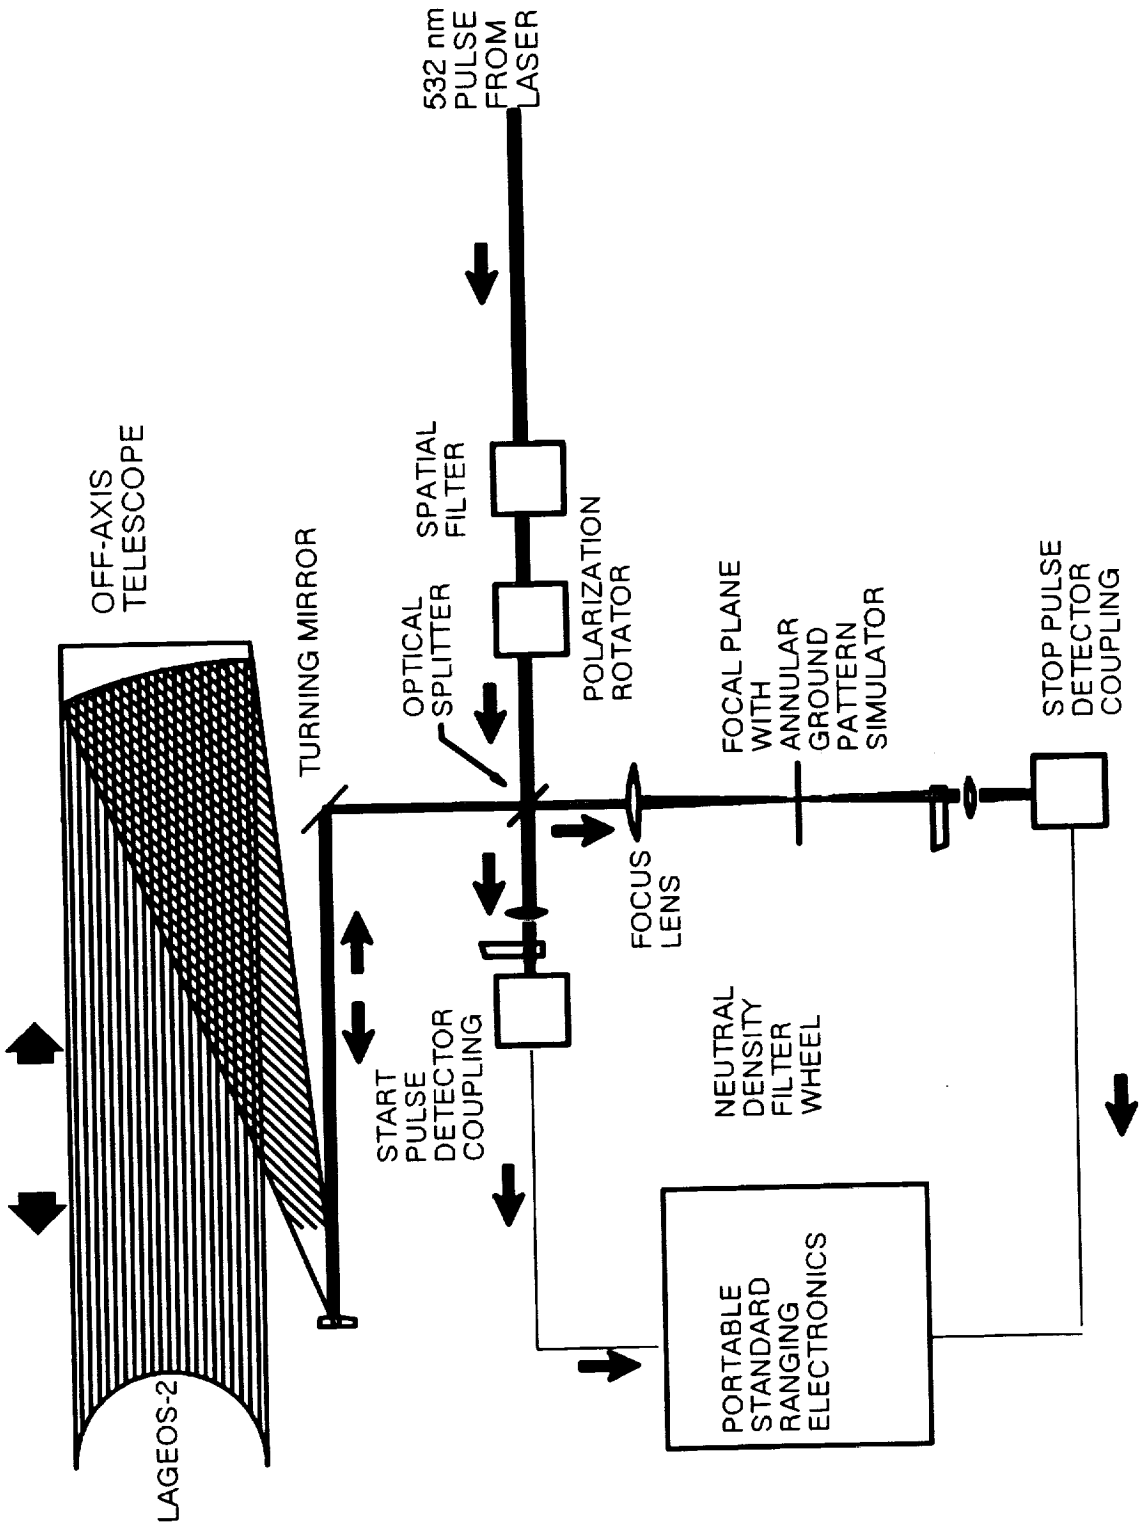 LAGEOS-2
OFF-AXIS
TELESCOPE
TURNING MIRROR
START
PULSE
DETECTOR
COUPLING
OPTICAL
SPLITTER
SPATIAL
FILTER
532 nm
PULSE
FROM
LASER
POLARIZATION
ROTATOR
FOCUS
LENS
FOCAL PLANE
WITH
ANNULAR
GROUND
PATTERN
SIMULATOR
NEUTRAL
DENSITY
FILTER
WHEEL
PORTABLE
STANDARD
RANGING
ELECTRONICS
STOP PULSE
DETECTOR
COUPLING